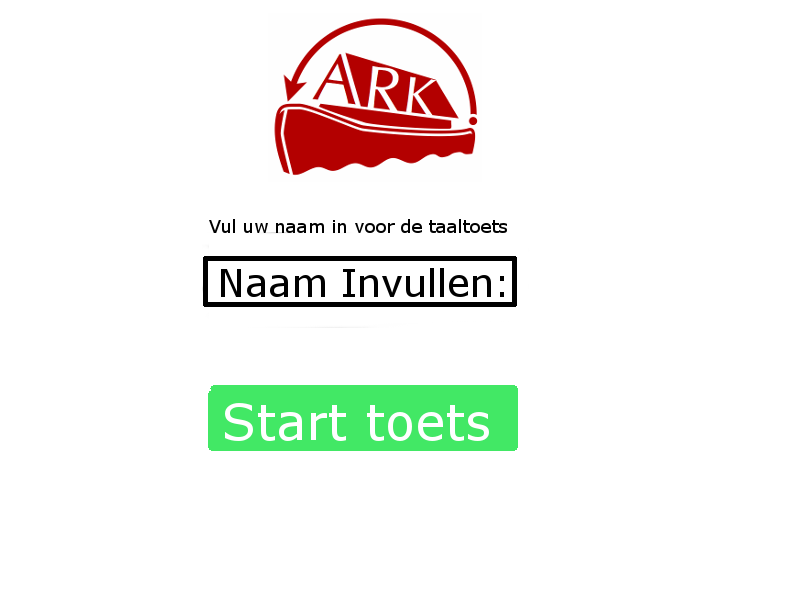 ARK
Vul uw naam in voor de taaltoets
Naam Invullen:
Start toets